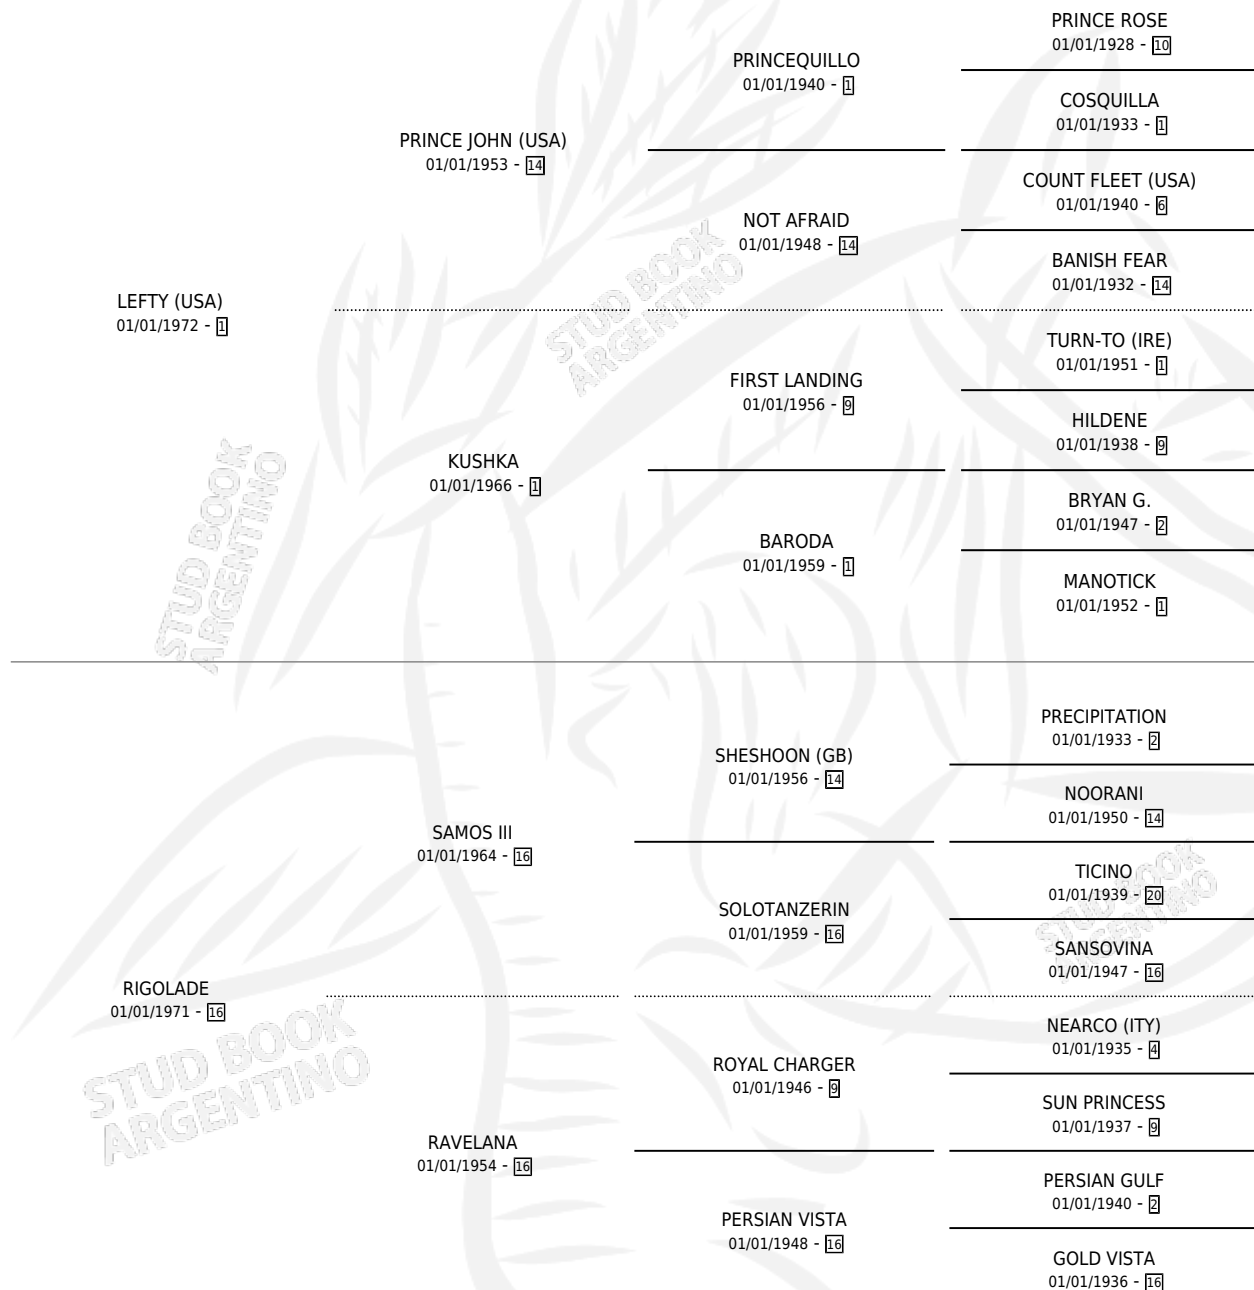 PRINCE ROSE
01/01/1928 - 10
PRINCEQUILLO
01/01/1940 - 1
COSQUILLA
01/01/1933 - 1
PRINCE JOHN (USA)
01/01/1953 - 14
COUNT FLEET (USA)
01/01/1940 - 6
NOT AFRAID
01/01/1948 - 14
BANISH FEAR
01/01/1932 - 14
LEFTY (USA)
01/01/1972 - 1
TURN-TO (IRE)
01/01/1951 - 1
FIRST LANDING
01/01/1956 - 9
HILDENE
01/01/1938 - 9
KUSHKA
01/01/1966 - 1
BRYAN G.
01/01/1947 - 2
BARODA
01/01/1959 - 1
MANOTICK
01/01/1952 - 1
STUD BOOK
ARGENTINO
STUD BOOK
ARGENTINO
PRECIPITATION
01/01/1933 - 2
SHESHOON (GB)
01/01/1956 - 14
NOORANI
01/01/1950 - 14
SAMOS III
01/01/1964 - 16
TICINO
01/01/1939 - 20
SOLOTANZERIN
01/01/1959 - 16
SANSOVINA
01/01/1947 - 16
STUD BOOK
ARGENTINO
RIGOLADE
01/01/1971 - 16
NEARCO (ITY)
01/01/1935 - 4
ROYAL CHARGER
01/01/1946 - 9
SUN PRINCESS
01/01/1937 - 9
RAVELANA
01/01/1954 - 16
PERSIAN GULF
01/01/1940 - 2
PERSIAN VISTA
01/01/1948 - 16
GOLD VISTA
01/01/1936 - 16
STUD BOOK
ARGENTINO